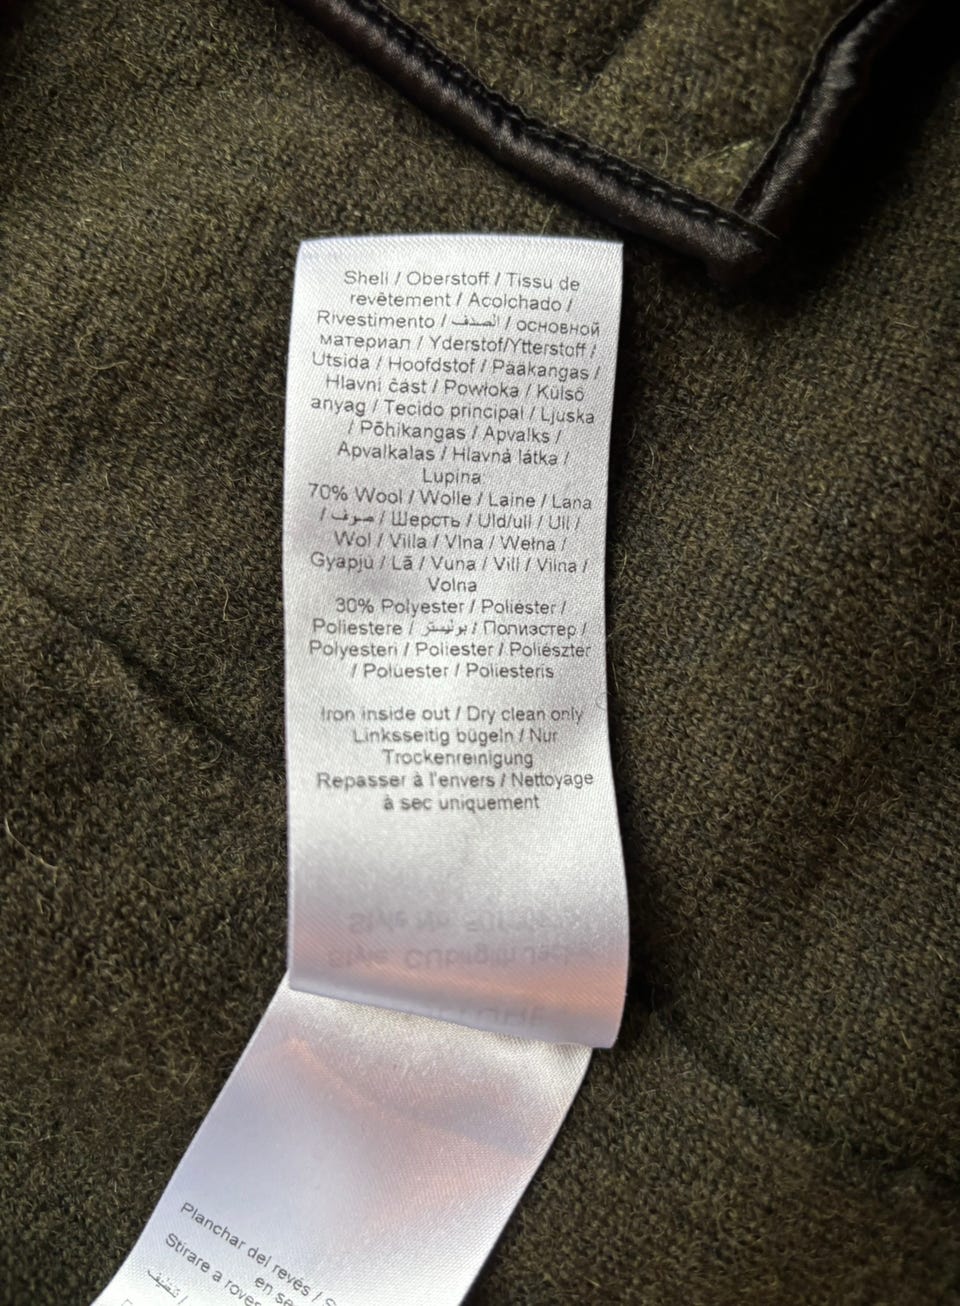 Shell / Oberstoff / Tissu de
revêtement / Acolchado /
Rivestimento / الصدف / основной
материал / Yderstof/Ytterstoff /
Utsida / Hoofdstof / Pääkangas /
Hlavní část / Powłoka / Külső
anyag / Tecido principal / Ljuska
/ Põhikangas / Apvalks /
Apvalkalas / Hlavná látka /
Lupina
70% Wool / Wolle / Laine / Lana
/ صوف / Шерсть / Uld/ull / Ull /
Wol / Villa / Vlna / Wełna /
Gyapjú / Lã / Vuna / Vill / Vilna /
Volna
30% Polyester / Poliéster /
Poliestere / بوليستر / Полиэстер /
Polyesteri / Poliester / Poliészter
/ Poluester / Poliesteris
Iron inside out / Dry clean only
Linksseitig bügeln / Nur
Trockenreinigung
Repasser à l'envers / Nettoyage
à sec uniquement
Planchar del revés /
en
Stirare a